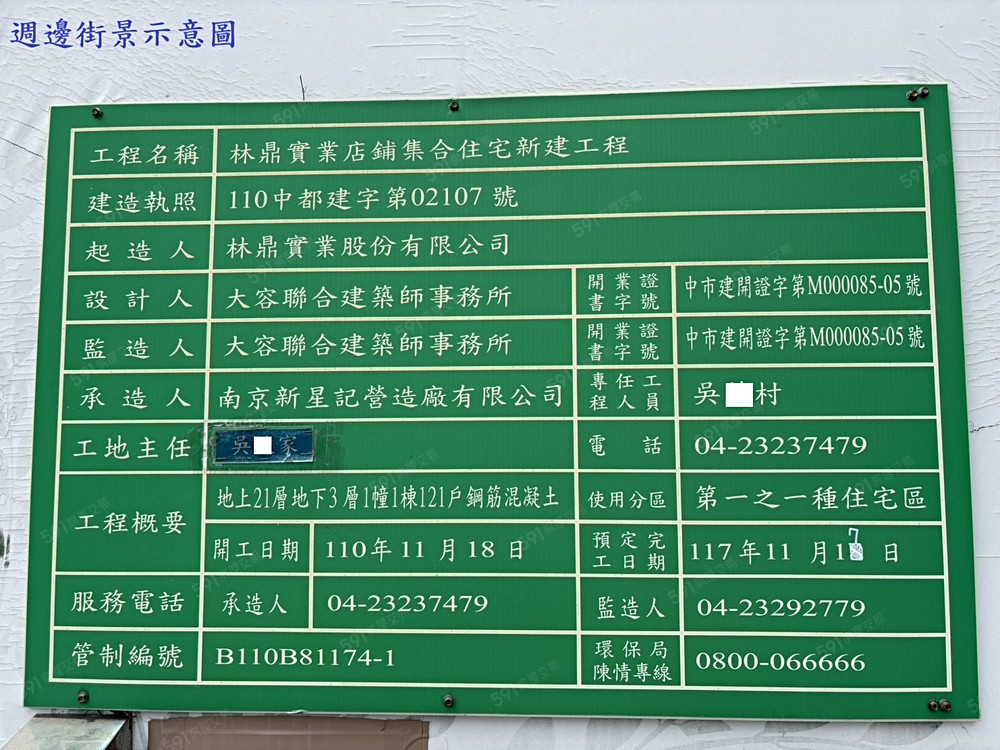 週邊街景示意圖
工程名稱 林鼎實業店鋪集合住宅新建工程
建造執照 110中都建字第02107 號
起造人 林鼎實業股份有限公司
設計人 大容聯合建築師事務所 開業證書字號 中市建開證字第M000085-05號
監造人 大容聯合建築師事務所 開業證書字號 中市建開證字第M000085-05號
承造人 南京新星記營造廠有限公司 專任工程人員 吳 村
工地主任 吳 家 電話 04-23237479
工程概要 地上21層地下3層1幢1棟121戶鋼筋混凝土 使用分區 第一之一種住宅區
開工日期 110年11月18日 預定完工日期 117年11月1 日
服務電話 承造人 04-23237479 監造人 04-23292779
管制編號 B110B81174-1 環保局陳情專線 0800-066666